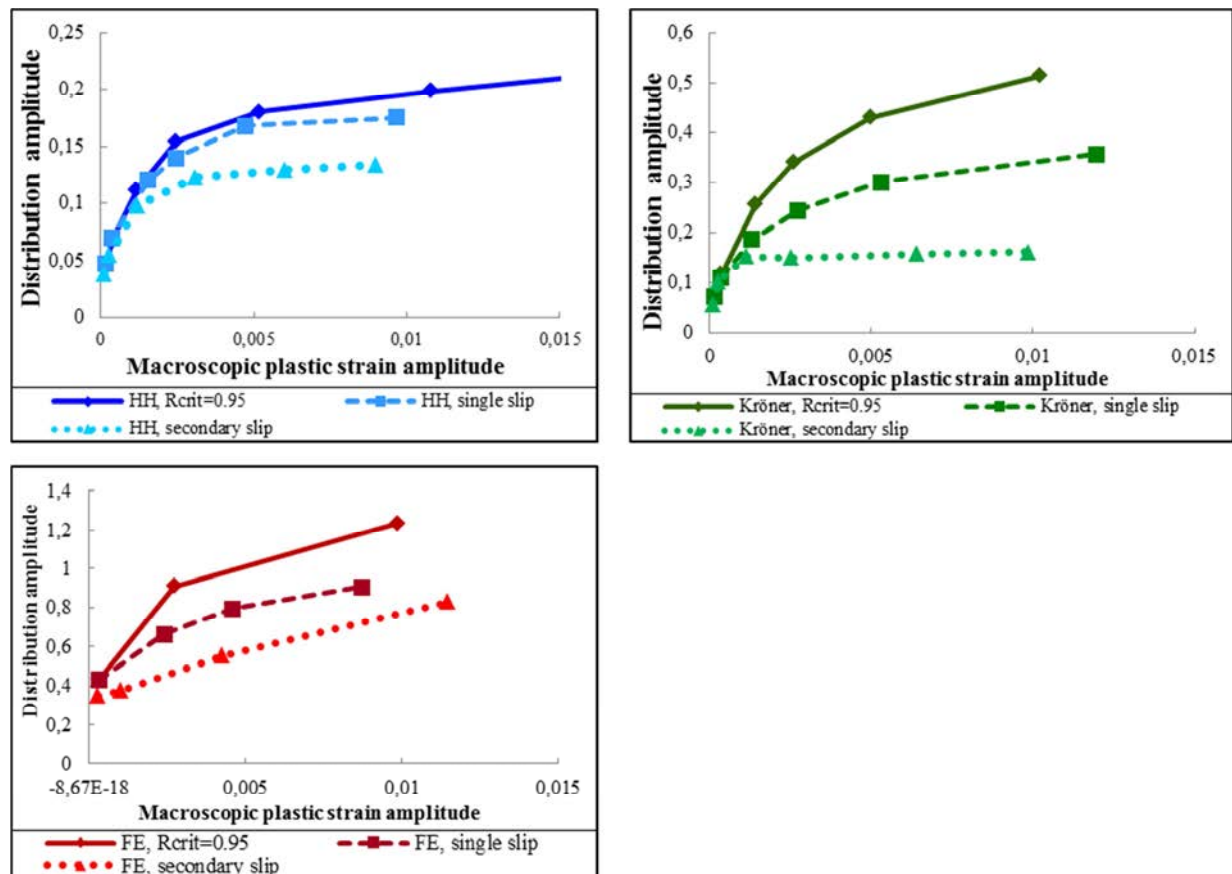 0,25
0,2
0,15
0,1
0,05
0
Distribution amplitude
0
0,005
0,01
0,015
Macroscopic plastic strain amplitude
HH, Rcrit=0.95
HH, single slip
HH, secondary slip
0,6
0,5
0,4
0,3
0,2
0,1
0
Distribution amplitude
0
0,005
0,01
0,015
Macroscopic plastic strain amplitude
Kröner, Rcrit=0.95
Kröner, single slip
Kröner, secondary slip
1,4
1,2
1
0,8
0,6
0,4
0,2
0
Distribution amplitude
-8,67E-18
0,005
0,01
0,015
Macroscopic plastic strain amplitude
FE, Rcrit=0.95
FE, single slip
FE, secondary slip